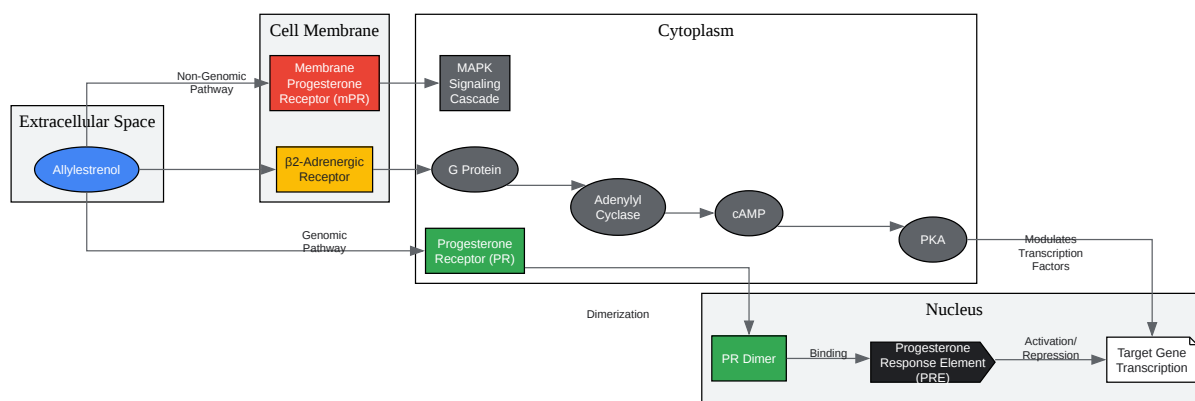 Cell Membrane
Cytoplasm
Extracellular Space
Non-Genomic
Pathway
Membrane
Progesterone
Receptor (mPR)
MAPK
Signaling
Cascade
Allylestrenol
β2-Adrenergic
Receptor
G Protein
Adenylyl
Cyclase
cAMP
PKA
Genomic
Pathway
Progesterone
Receptor (PR)
Modulates
Transcription
Factors
Dimerization
Nucleus
PR Dimer
Binding
Progesterone
Response Element
(PRE)
Activation/
Repression
Target Gene
Transcription